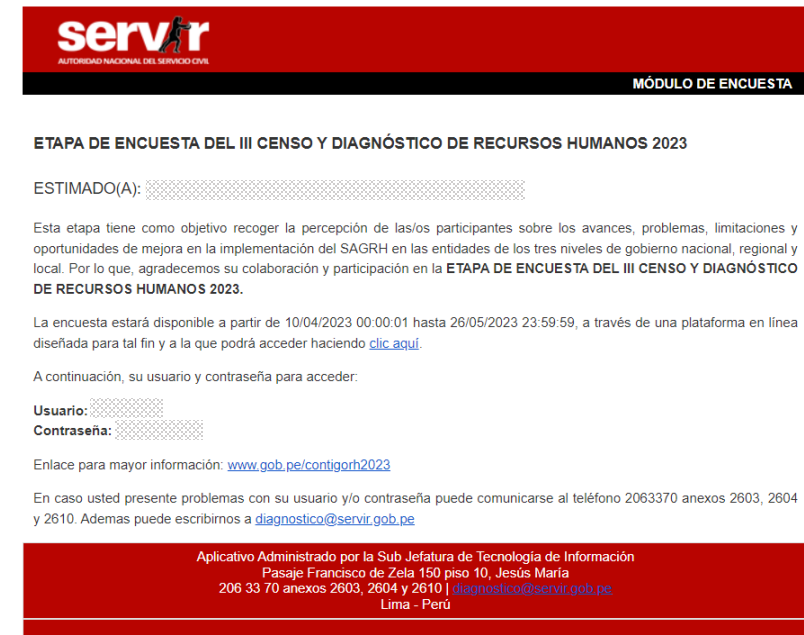 servir
AUTORIDAD NACIONAL DEL SERVICIO CIVIL
MÓDULO DE ENCUESTA
ETAPA DE ENCUESTA DEL III CENSO Y DIAGNÓSTICO DE RECURSOS HUMANOS 2023
ESTIMADO(A):
Esta etapa tiene como objetivo recoger la percepción de las/os participantes sobre los avances, problemas, limitaciones y
oportunidades de mejora en la implementación del SAGRH en las entidades de los tres niveles de gobierno nacional, regional y
local. Por lo que, agradecemos su colaboración y participación en la ETAPA DE ENCUESTA DEL III CENSO Y DIAGNÓSTICO
DE RECURSOS HUMANOS 2023.
La encuesta estará disponible a partir de 10/04/2023 00:00:01 hasta 26/05/2023 23:59:59, a través de una plataforma en línea
diseñada para tal fin y a la que podrá acceder haciendo clic aquí.
A continuación, su usuario y contraseña para acceder:
Usuario:
Contraseña:
Enlace para mayor información: www.gob.pe/contigorh2023
En caso usted presente problemas con su usuario y/o contraseña puede comunicarse al teléfono 2063370 anexos 2603, 2604
y 2610. Ademas puede escribirnos a diagnostico@servir.gob.pe
Aplicativo Administrado por la Sub Jefatura de Tecnología de Información
Pasaje Francisco de Zela 150 piso 10, Jesús María
206 33 70 anexos 2603, 2604 y 2610 | diagnostico@servir.gob.pe
Lima - Perú